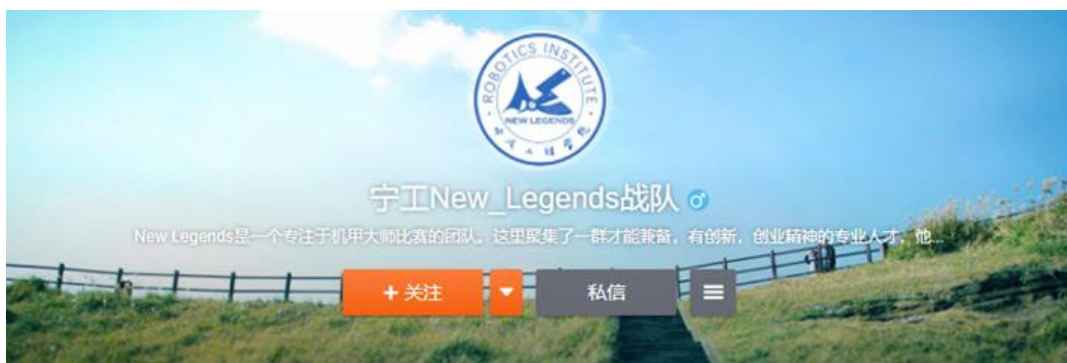 ROBOTICS INSTITUTE
NEW LEGENDS
宁工New_Legends战队
New Legends是一个专注于机甲大师比赛的团队，这里聚集了一群才能兼备，有创新，创业精神的专业人才，他...
+关注
私信